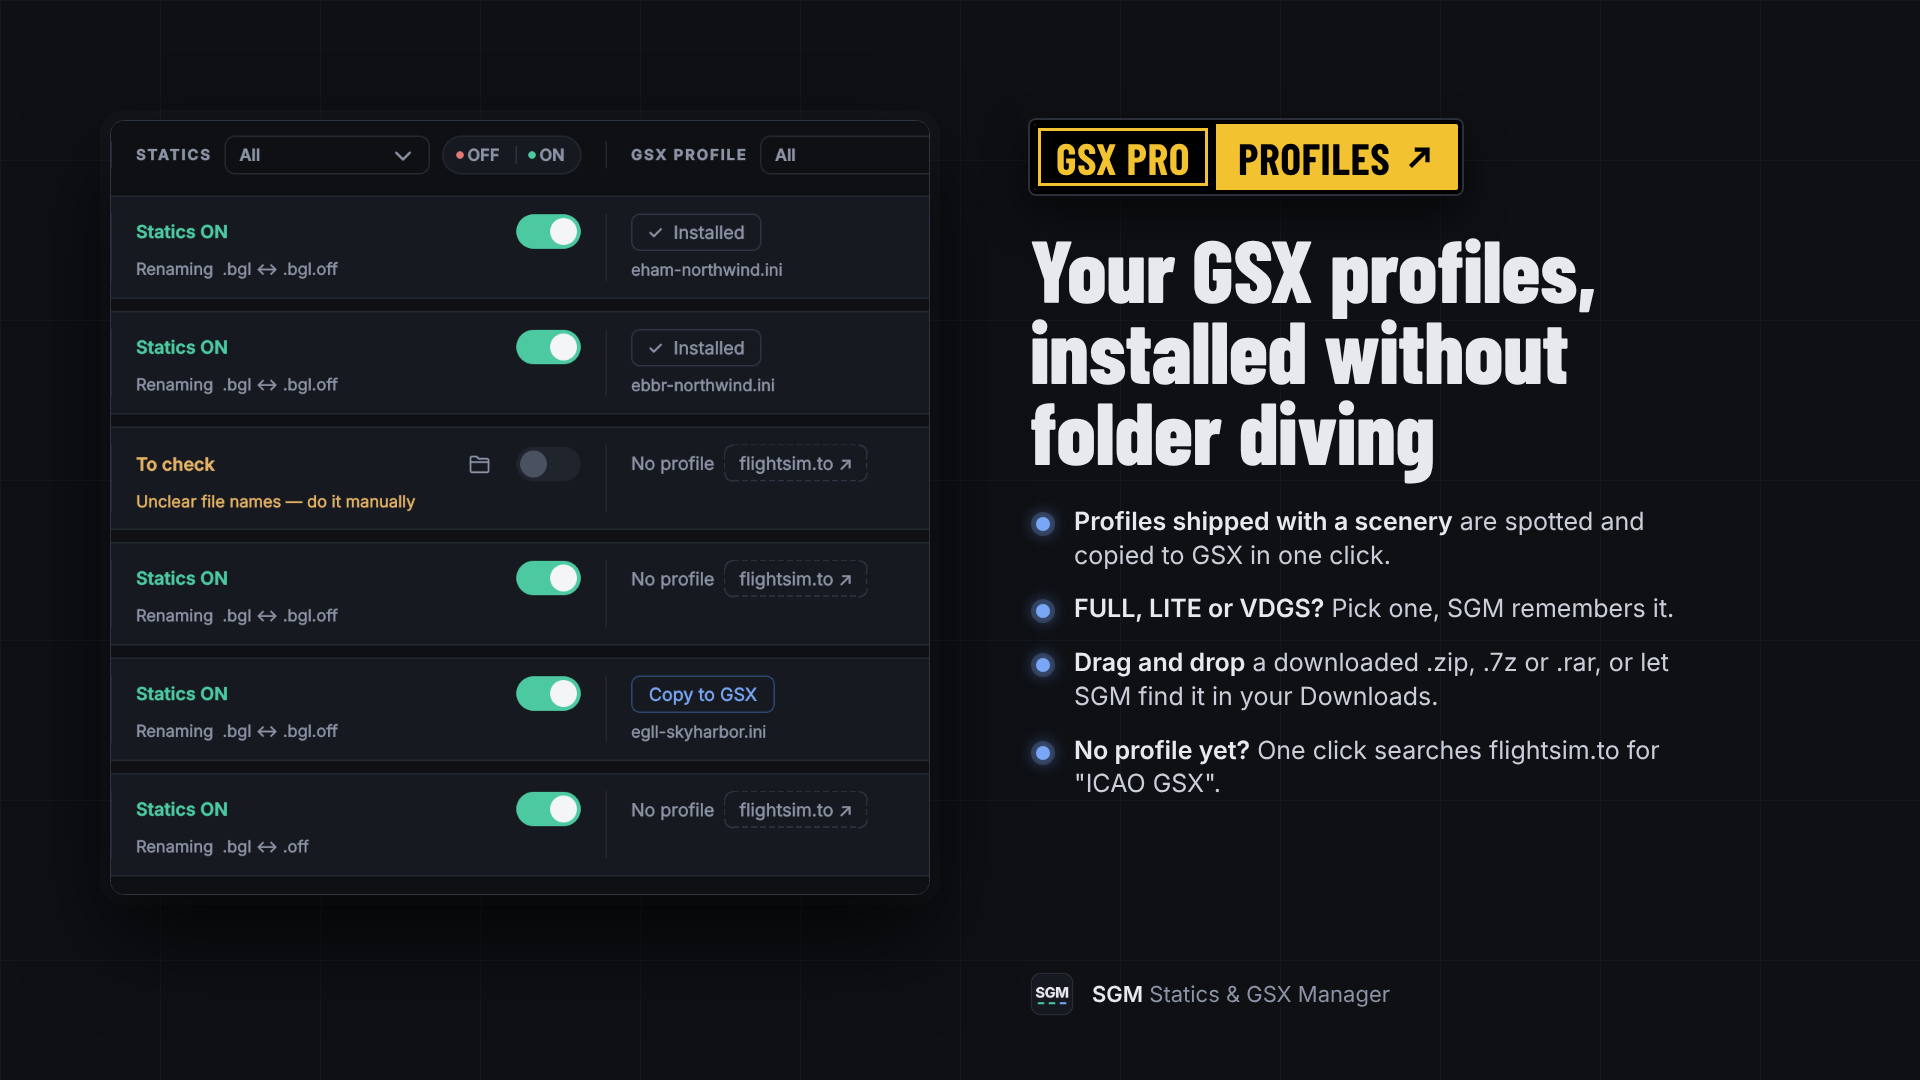 STATICS All OFF ON GSX PROFILE All
Statics ON ✓ Installed
Renaming .bgl ↔ .bgl.off eham-northwind.ini
Statics ON ✓ Installed
Renaming .bgl ↔ .bgl.off ebbr-northwind.ini
To check No profile flightsim.to ↗
Unclear file names — do it manually
Statics ON No profile flightsim.to ↗
Renaming .bgl ↔ .bgl.off
Statics ON Copy to GSX
Renaming .bgl ↔ .bgl.off egll-skyharbor.ini
Statics ON No profile flightsim.to ↗
Renaming .bgl ↔ .off
GSX PRO PROFILES ↗
Your GSX profiles,
installed without
folder diving
Profiles shipped with a scenery are spotted and
copied to GSX in one click.
FULL, LITE or VDGS? Pick one, SGM remembers it.
Drag and drop a downloaded .zip, .7z or .rar, or let
SGM find it in your Downloads.
No profile yet? One click searches flightsim.to for
"ICAO GSX".
SGM SGM Statics & GSX Manager